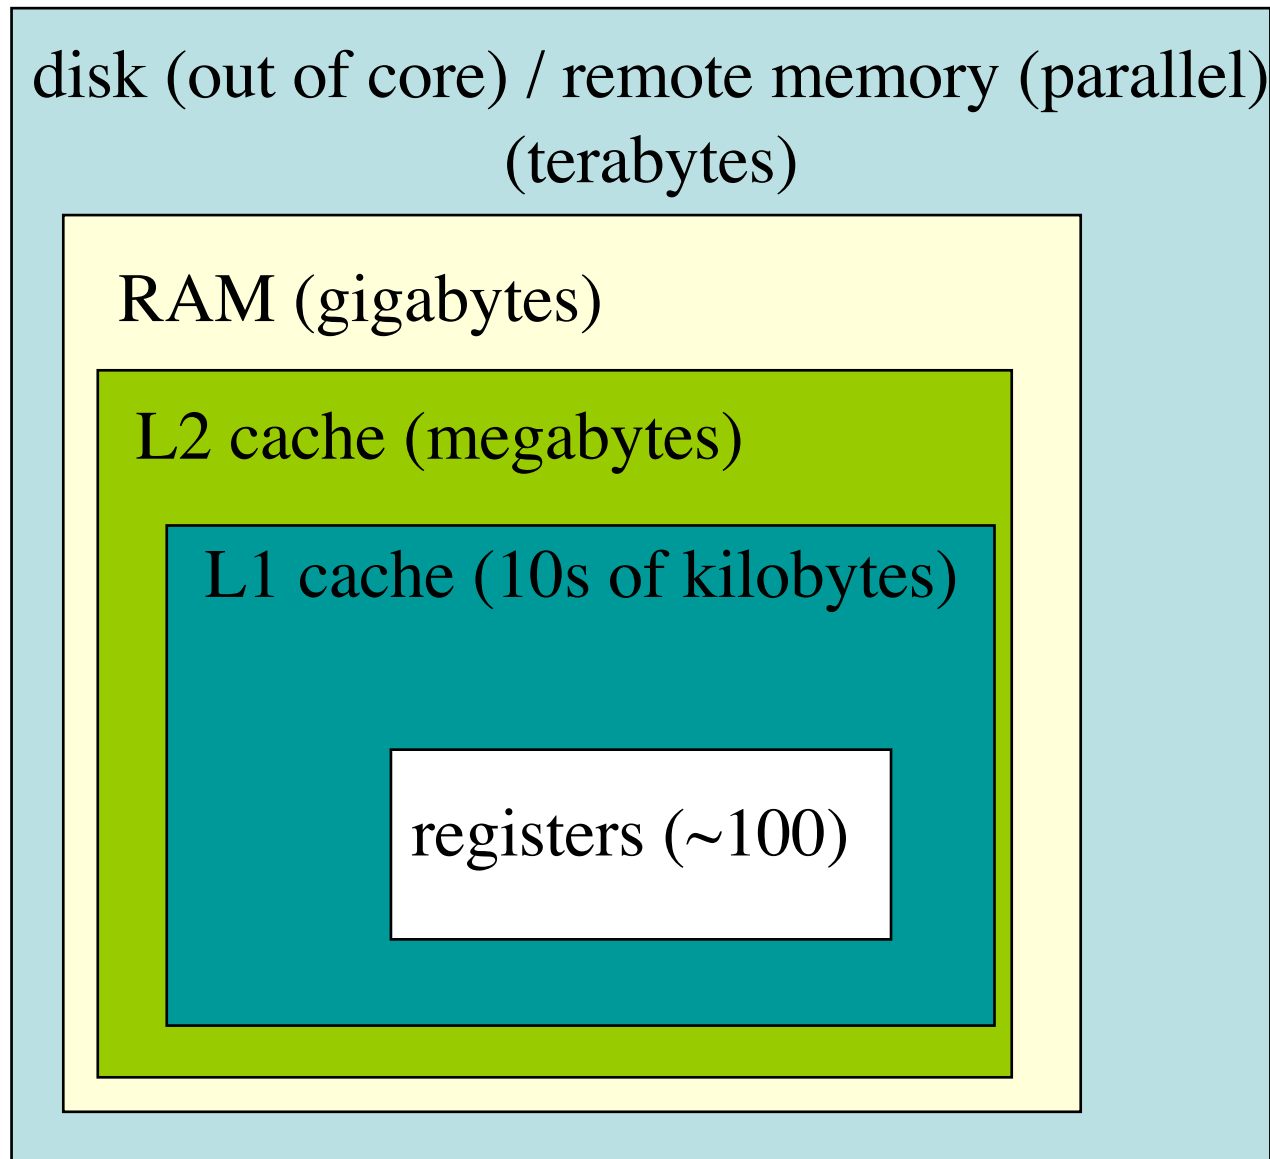 disk (out of core) / remote memory (parallel)
(terabytes)
RAM (gigabytes)
L2 cache (megabytes)
L1 cache (10s of kilobytes)
registers (~100)